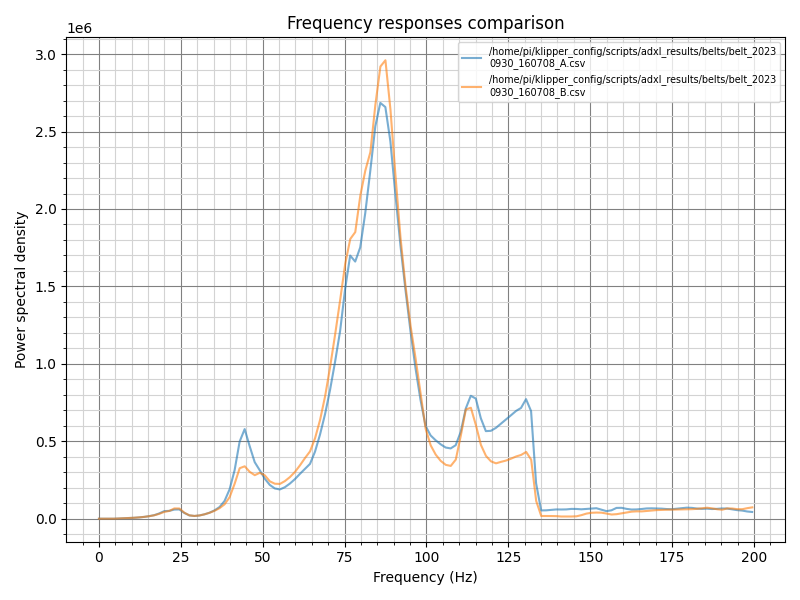 Frequency responses comparison
1e6
/home/pi/klipper_config/scripts/adxl_results/belts/belt_2023
0930_160708_A.csv
/home/pi/klipper_config/scripts/adxl_results/belts/belt_2023
0930_160708_B.csv
3.0
2.5
2.0
1.5
1.0
0.5
0.0
Power spectral density
0 25 50 75 100 125 150 175 200
Frequency (Hz)